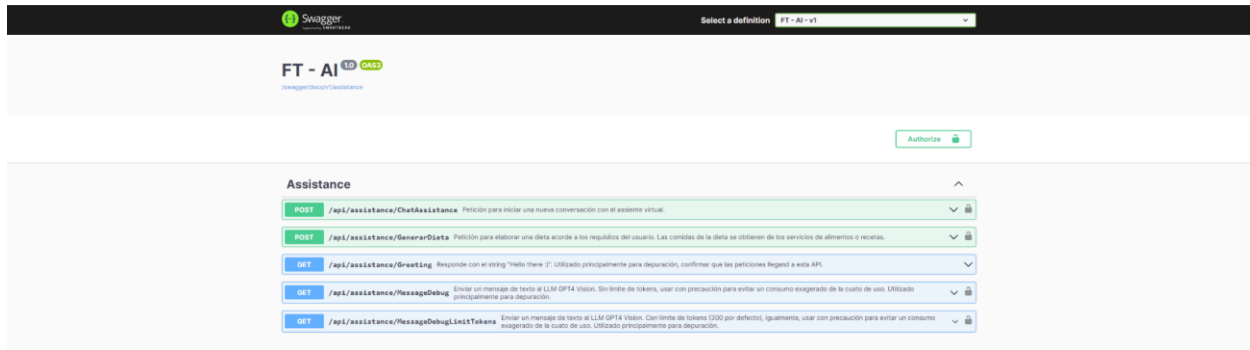 Swagger
Supported by SMARTBEAR
Select a definition
FT - AI - v1
FT - AI 1.0 OAS3
/swagger/docs/v1/assistance
Authorize
Assistance
POST /api/assistance/ChatAssistance Petición para iniciar una nueva conversación con el assiente virtual.
POST /api/assistance/GenerarDieta Petición para elaborar una dieta acorde a los requisitos del usuario. Las comidas de la dieta se obtienen de los servicios de alimentos o recetas.
GET /api/assistance/Greeting Responde con el string "Hello there :)". Utilizado principalmente para depuración, confirmar que las peticiones llegand a esta API.
GET /api/assistance/MessageDebug Enviar un mensaje de texto al LLM GPT4 Vision. Sin limite de tokens, usar con precaución para evitar un consumo exagerado de la cuato de uso. Utilizado
principalmente para depuración.
GET /api/assistance/MessageDebugLimitTokens Enviar un mensaje de texto al LLM GPT4 Vision. Con limite de tokens (300 por defecto), igualmente, usar con precaución para evitar un consumo
exagerado de la cuato de uso. Utilizado principalmente para depuración.